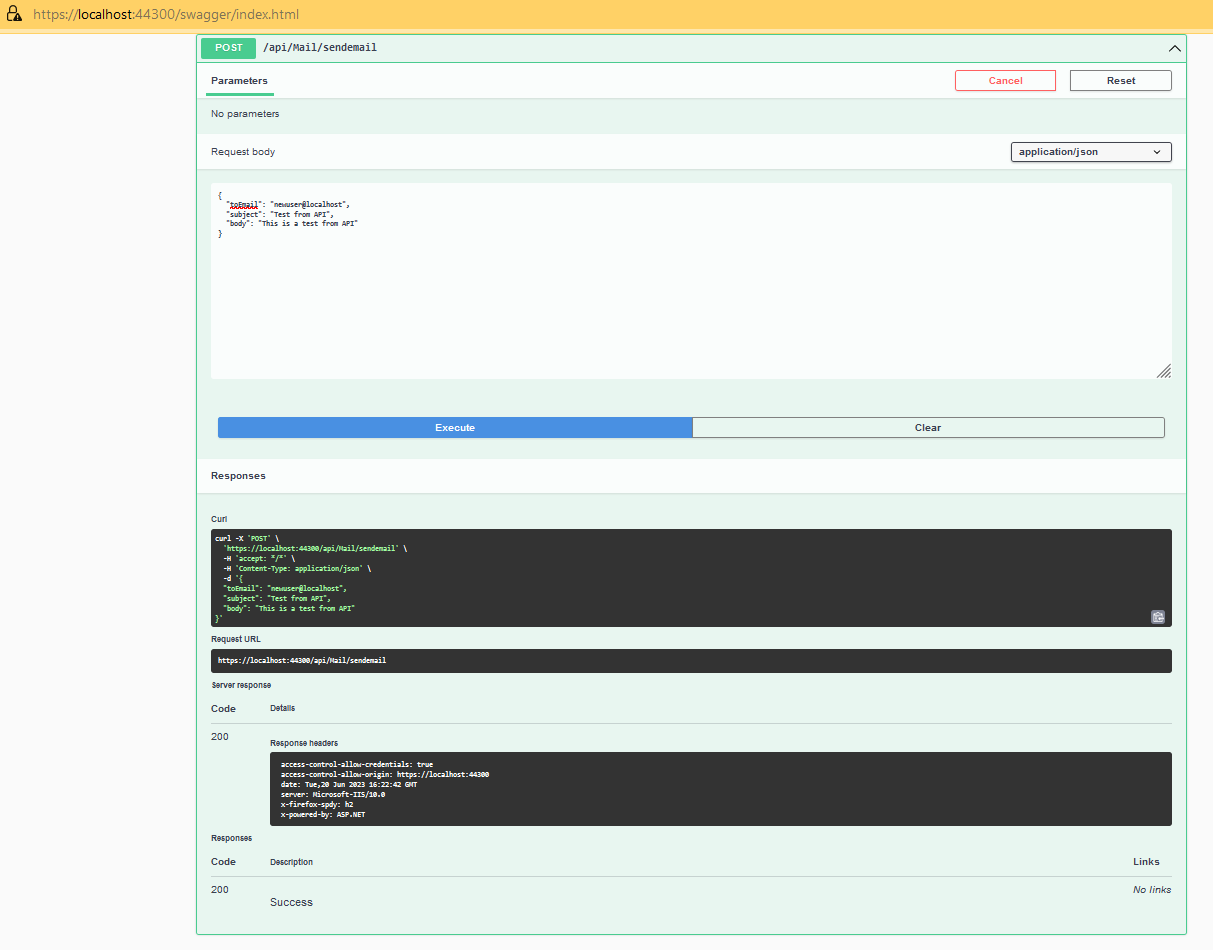 https://localhost:44300/swagger/index.html
POST /api/Mail/sendemail
Parameters Cancel Reset
No parameters
Request body application/json
{
  "toEmail": "newuser@localhost",
  "subject": "Test from API",
  "body": "This is a test from API"
}
Execute Clear
Responses
Curl
curl -X 'POST' \
  'https://localhost:44300/api/Mail/sendemail' \
  -H 'accept: */*' \
  -H 'Content-Type: application/json' \
  -d '{
  "toEmail": "newuser@localhost",
  "subject": "Test from API",
  "body": "This is a test from API"
}'
Request URL
https://localhost:44300/api/Mail/sendemail
Server response
Code Details
200
Response headers
access-control-allow-credentials: true
access-control-allow-origin: https://localhost:44300
date: Tue,20 Jun 2023 16:22:42 GMT
server: Microsoft-IIS/10.0
x-firefox-spdy: h2
x-powered-by: ASP.NET
Responses
Code Description Links
200 No links
Success